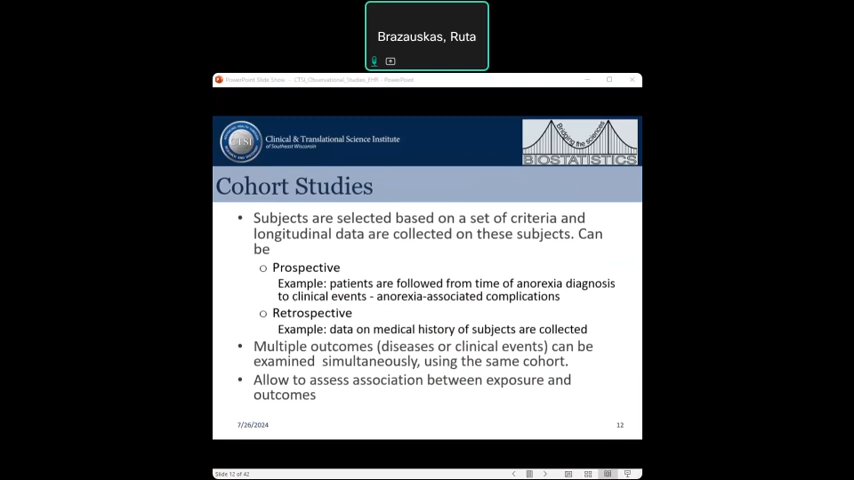 Brazauskas, Ruta
PowerPoint Slide Show - CTSI_Observational_Studies_EHR - PowerPoint
CTSI
Clinical & Translational Science Institute
of Southeast Wisconsin
Bridging the Sciences
BIOSTATISTICS
Cohort Studies
• Subjects are selected based on a set of criteria and
longitudinal data are collected on these subjects. Can
be
o Prospective
Example: patients are followed from time of anorexia diagnosis
to clinical events - anorexia-associated complications
o Retrospective
Example: data on medical history of subjects are collected
• Multiple outcomes (diseases or clinical events) can be
examined simultaneously, using the same cohort.
• Allow to assess association between exposure and
outcomes
7/26/2024
12
Slide 12 of 42